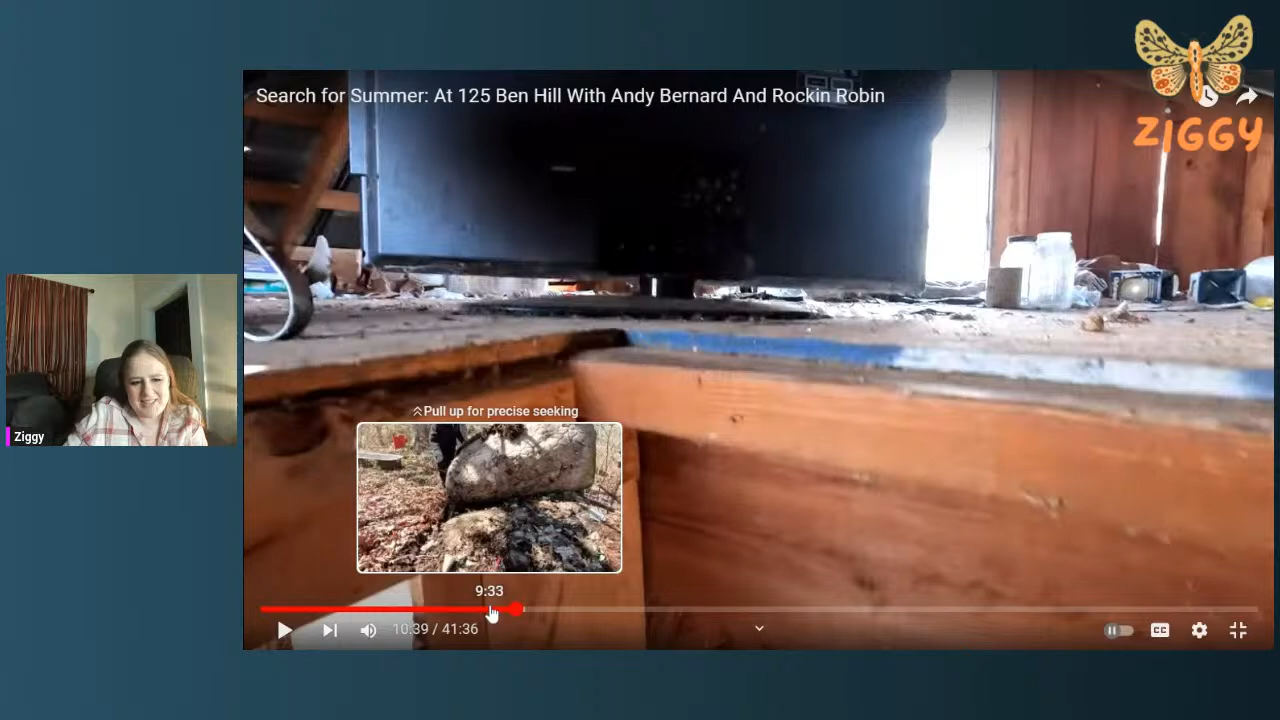 Search for Summer: At 125 Ben Hill With Andy Bernard And Rockin Robin
ZIGGY
Pull up for precise seeking
Ziggy
9:33
10:39 / 41:36
CC